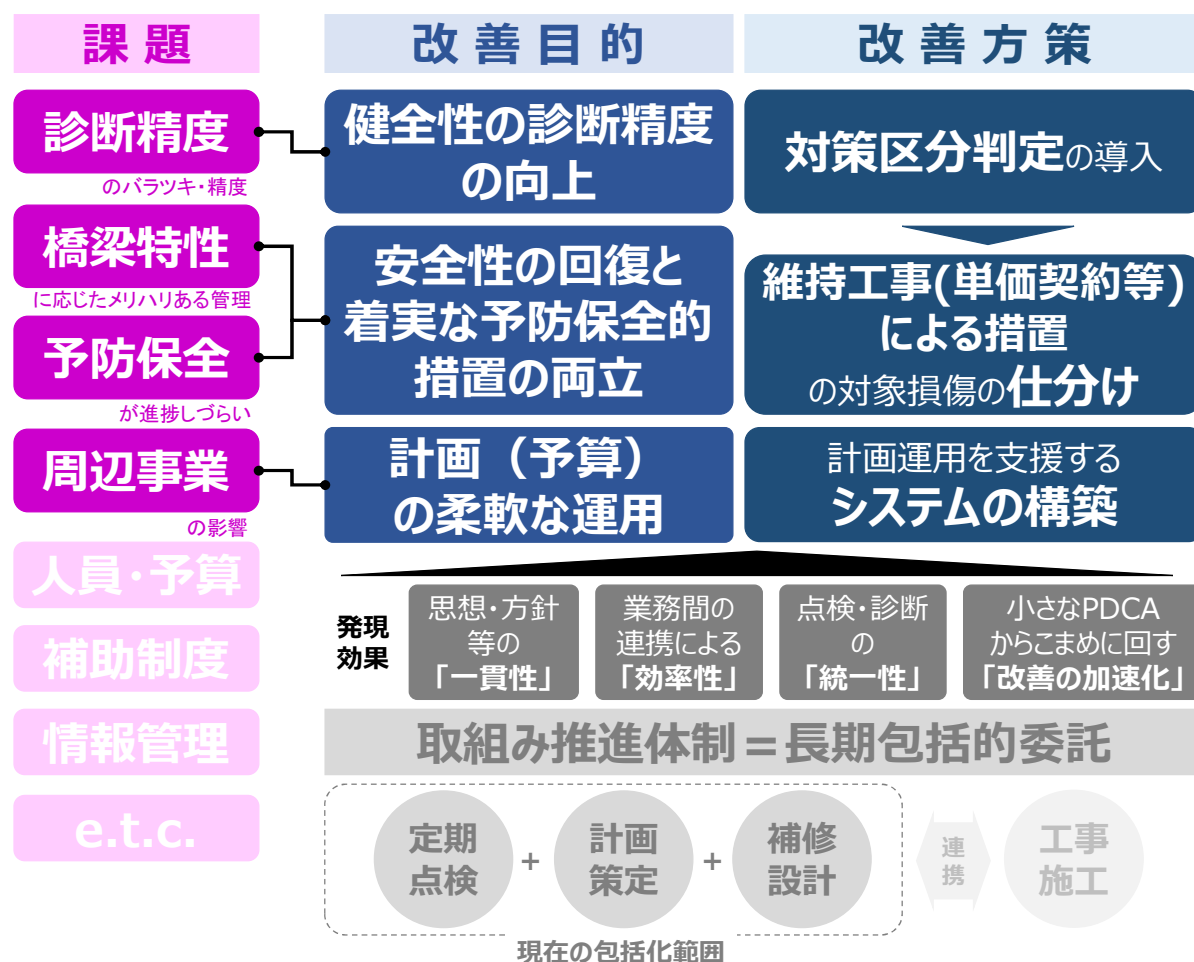 課題
改善目的
改善方策
診断精度
のバラツキ・精度
橋梁特性
に応じたメリハリある管理
予防保全
が進捗しづらい
周辺事業
の影響
人員・予算
補助制度
情報管理
e.t.c.
健全性の診断精度
の向上
安全性の回復と
着実な予防保全的
措置の両立
計画（予算）
の柔軟な運用
対策区分判定の導入
維持工事(単価契約等)
による措置
の対象損傷の仕分け
計画運用を支援する
システムの構築
発現
効果
思想・方針
等の
「一貫性」
業務間の
連携による
「効率性」
点検・診断
の
「統一性」
小さなPDCA
からこまめに回す
「改善の加速化」
取組み推進体制＝長期包括的委託
定期
点検
+
計画
策定
+
補修
設計
連
携
工事
施工
現在の包括化範囲